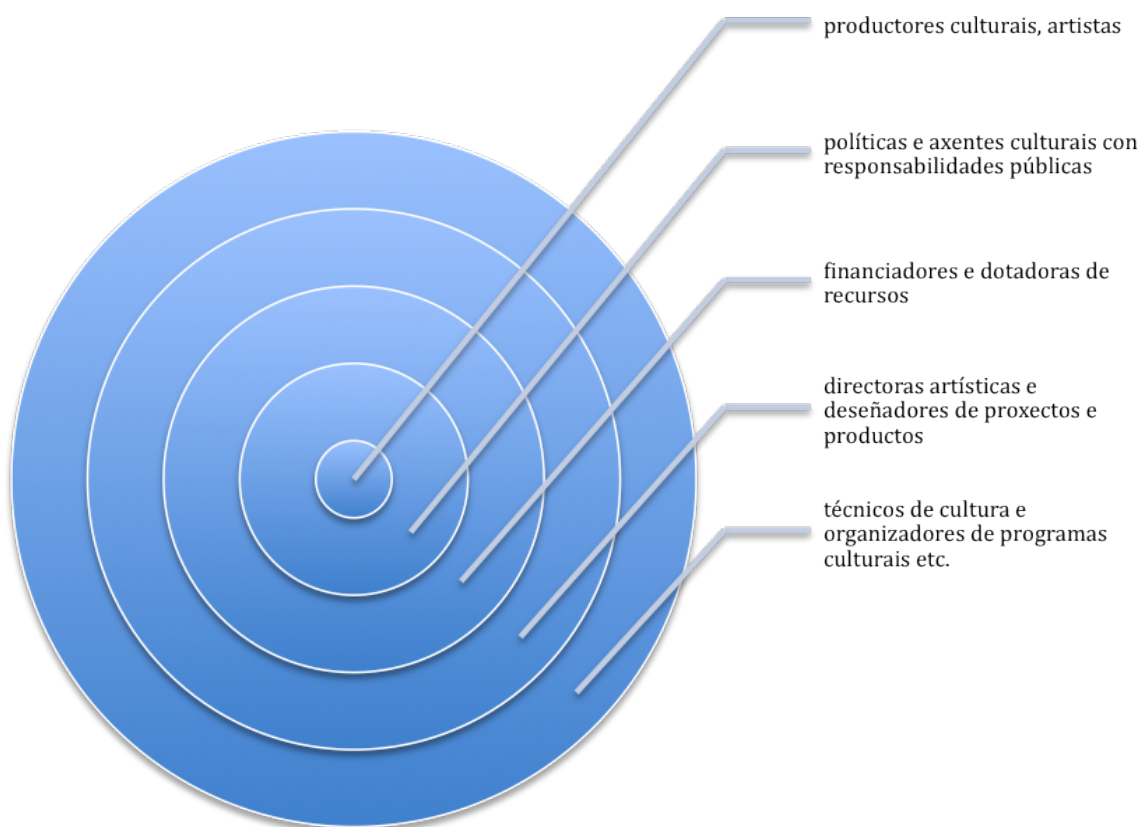 productores culturais, artistas
políticas e axentes culturais con
responsabilidades públicas
financiadores e dotadoras de
recursos
directoras artísticas e
deseñadores de proxectos e
productos
técnicos de cultura e
organizadores de programas
culturais etc.